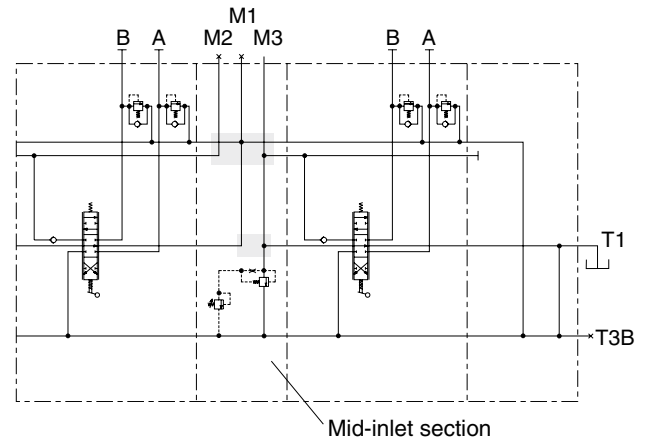 M1
B A M2 M3 B A
T1
T3B
Mid-inlet section